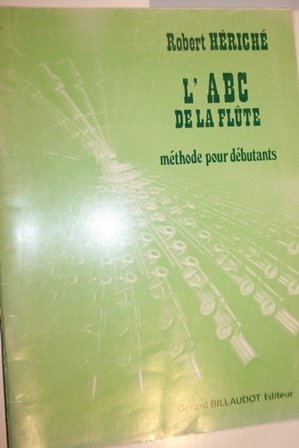 Robert HÉRICHÉ
L'ABC
DE LA FLÛTE
méthode pour débutants
Gérard BILLAUDOT Editeur